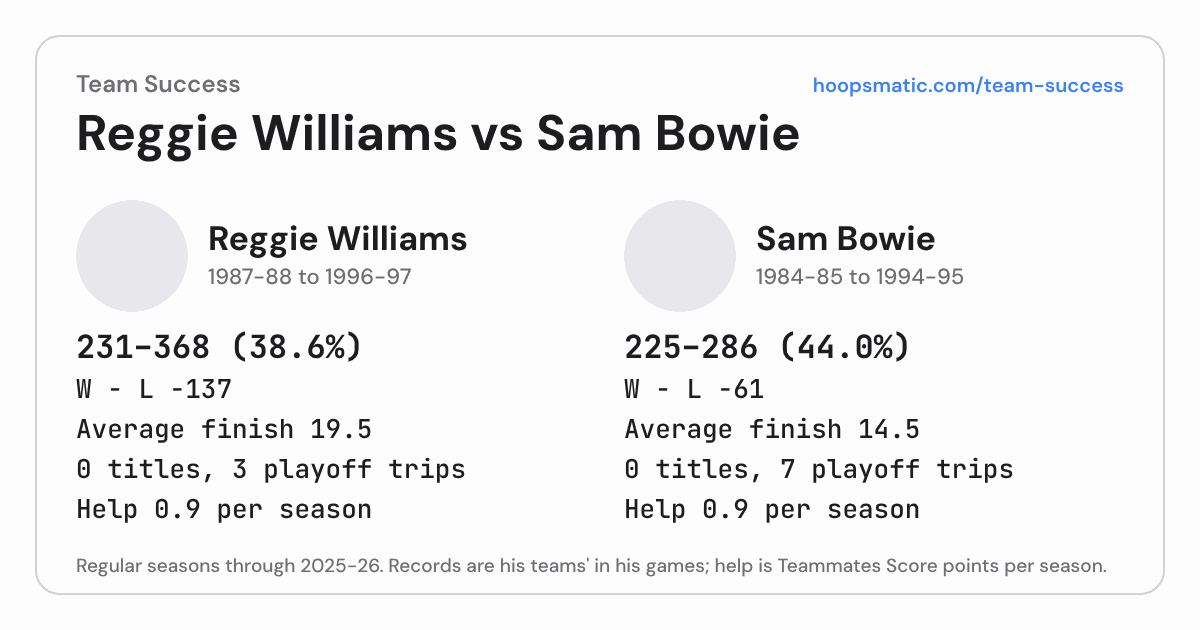 Team Success
hoopsmatic.com/team-success
Reggie Williams vs Sam Bowie
Reggie Williams
1987-88 to 1996-97
231-368 (38.6%)
W - L -137
Average finish 19.5
0 titles, 3 playoff trips
Help 0.9 per season
Sam Bowie
1984-85 to 1994-95
225-286 (44.0%)
W - L -61
Average finish 14.5
0 titles, 7 playoff trips
Help 0.9 per season
Regular seasons through 2025-26. Records are his teams' in his games; help is Teammates Score points per season.